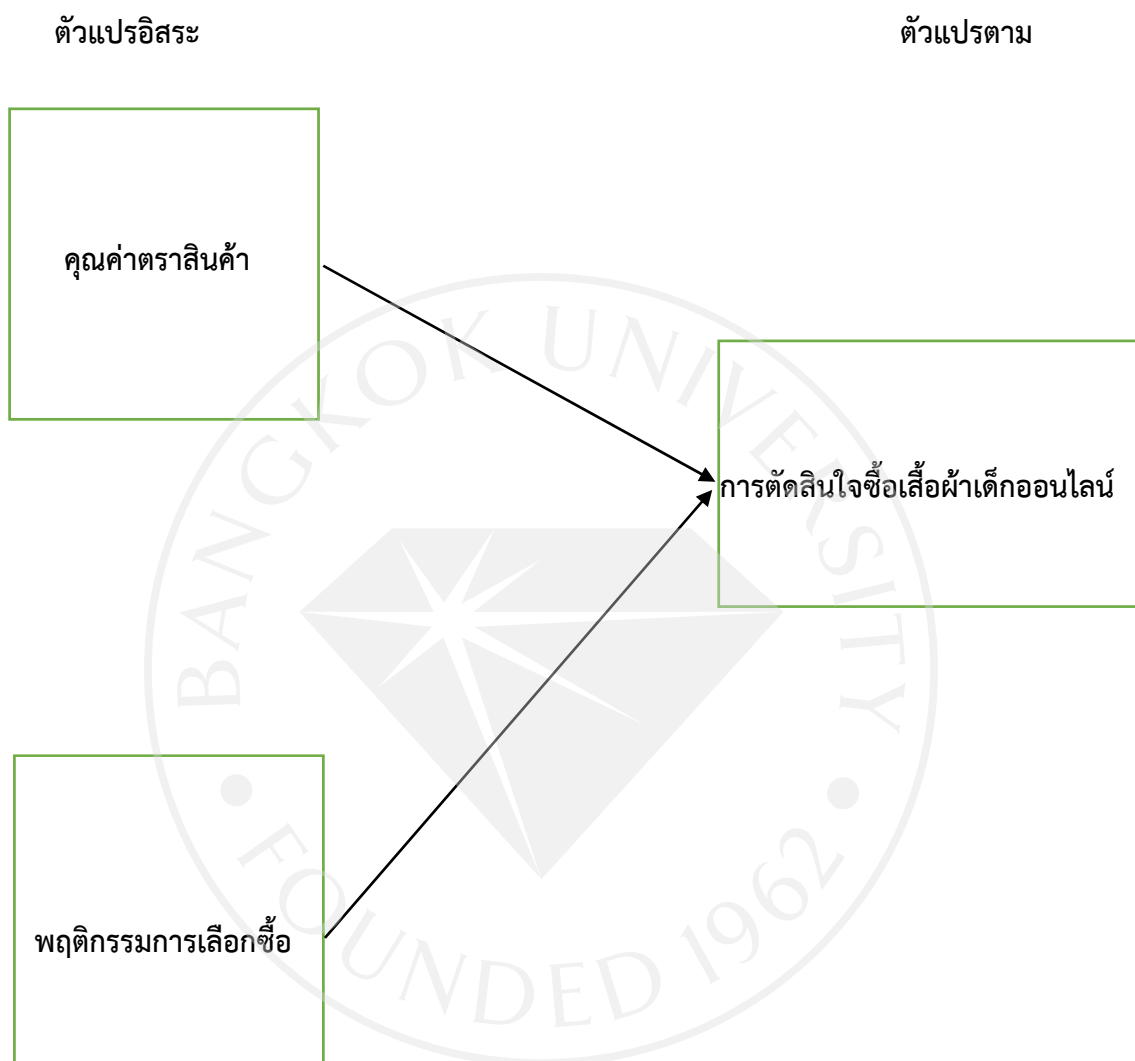 ตัวแปรอิสระ
ตัวแปรตาม
คุณค่าตราสินค้า
การตัดสินใจซื้อเสื้อผ้าเด็กออนไลน์
พฤติกรรมการเลือกซื้อ
BANGKOK UNIVERSITY
FOUNDED 1962